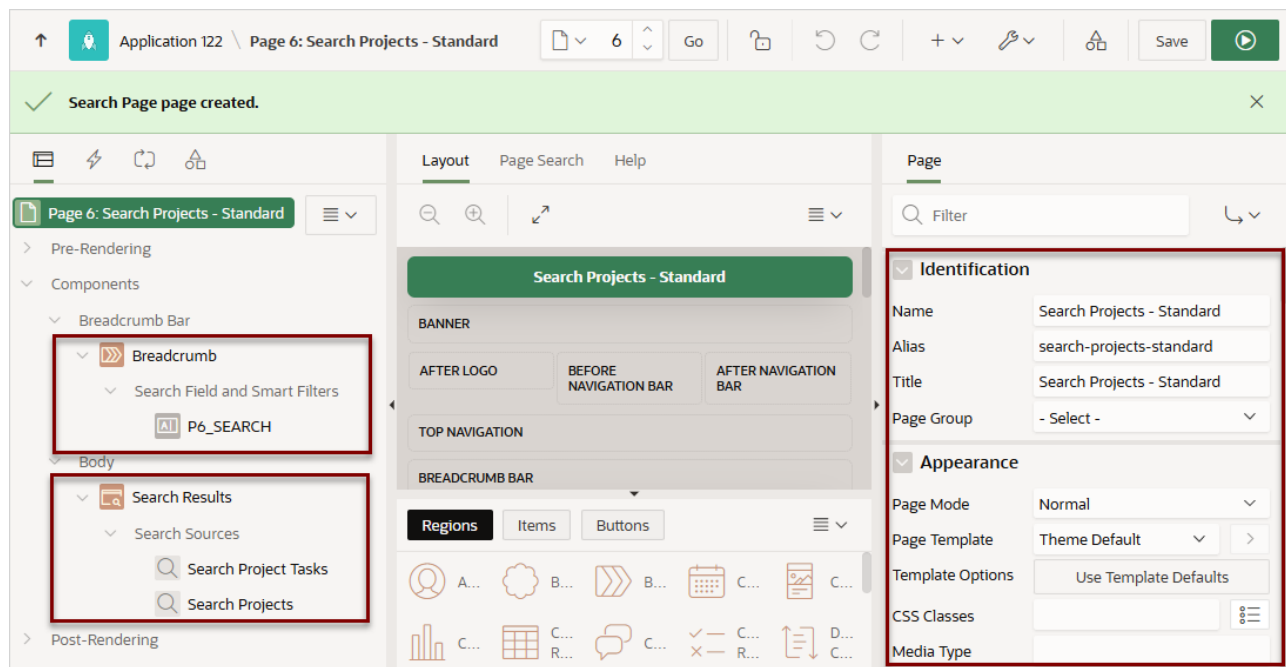 Application 122 \ Page 6: Search Projects - Standard 6 Go Save
Search Page page created.
Layout Page Search Help
Page
Page 6: Search Projects - Standard
Filter
Pre-Rendering
Components
Breadcrumb Bar
Breadcrumb
Search Field and Smart Filters
P6_SEARCH
Body
Search Results
Search Sources
Search Project Tasks
Search Projects
Post-Rendering
Search Projects - Standard
BANNER
AFTER LOGO
BEFORE
NAVIGATION BAR
AFTER NAVIGATION
BAR
TOP NAVIGATION
BREADCRUMB BAR
Regions Items Buttons
A... B... B... C... C...
C... C... R... C... C... R... D... C...
Identification
Name Search Projects - Standard
Alias search-projects-standard
Title Search Projects - Standard
Page Group - Select -
Appearance
Page Mode Normal
Page Template Theme Default
Template Options Use Template Defaults
CSS Classes
Media Type